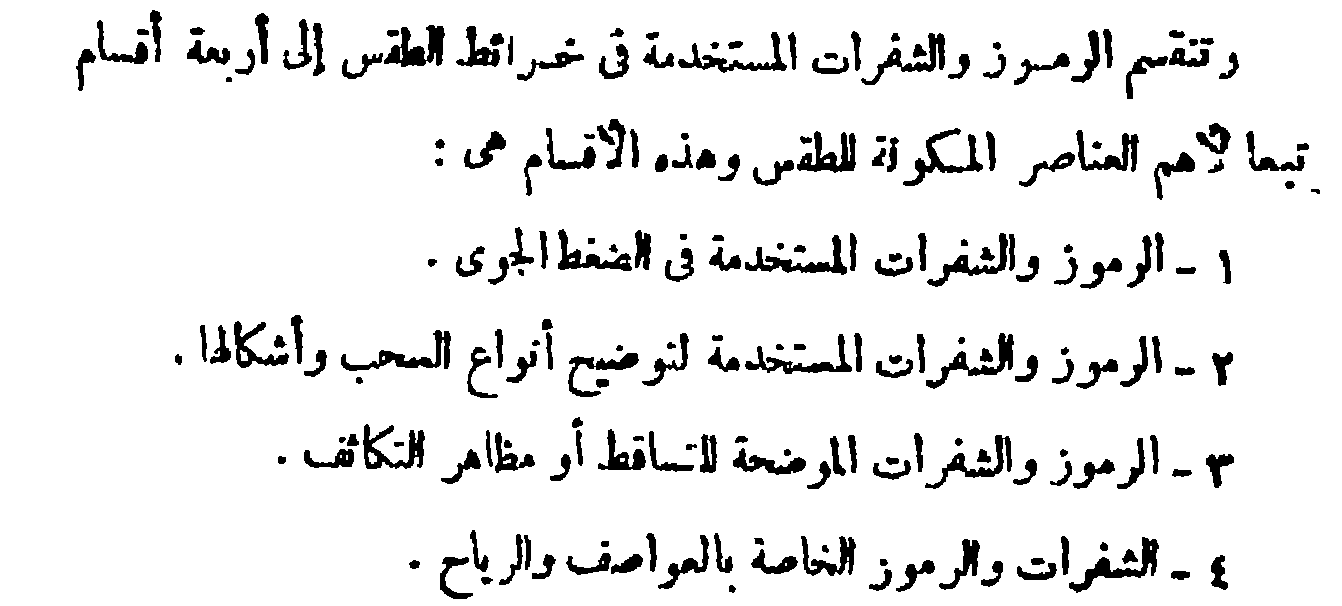 وتنقسم الرموز والشفرات المستخدمة فى خرائط الطقس إلى أربعة أقسام
تبعا لأهم العناصر المكونة للطقس وهذه الأقسام هى :
١ - الرموز والشفرات المستخدمة فى الضغط الجوى .
٢ - الرموز والشفرات المستخدمة لتوضيح أنواع السحب وأشكالها .
٣ - الرموز والشفرات الموضحة للتساقط أو مظاهر التكاثف .
٤ - الشفرات والرموز الخاصة بالعواصف والرياح .